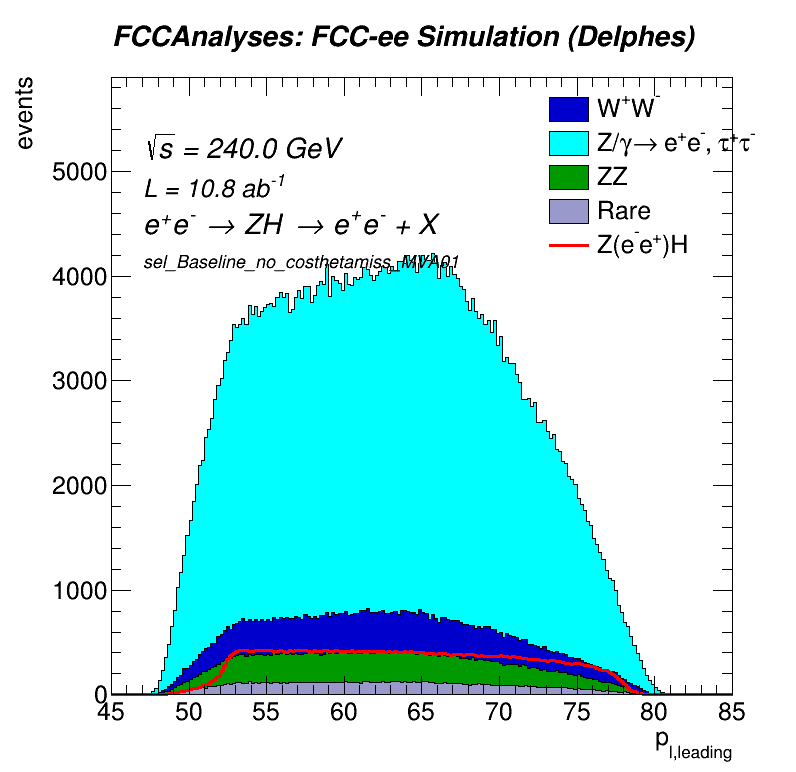 FCCAnalyses: FCC-ee Simulation (Delphes)
events
√s = 240.0 GeV
L = 10.8 ab⁻¹
e⁺e⁻ → ZH → e⁺e⁻ + X
sel_Baseline_no_costhetamiss_MVA01
W⁺W⁻
Z/γ→ e⁺e⁻, τ⁺τ⁻
ZZ
Rare
Z(e⁻e⁺)H
5000
4000
3000
2000
1000
0
45 50 55 60 65 70 75 80 85
p_l,leading